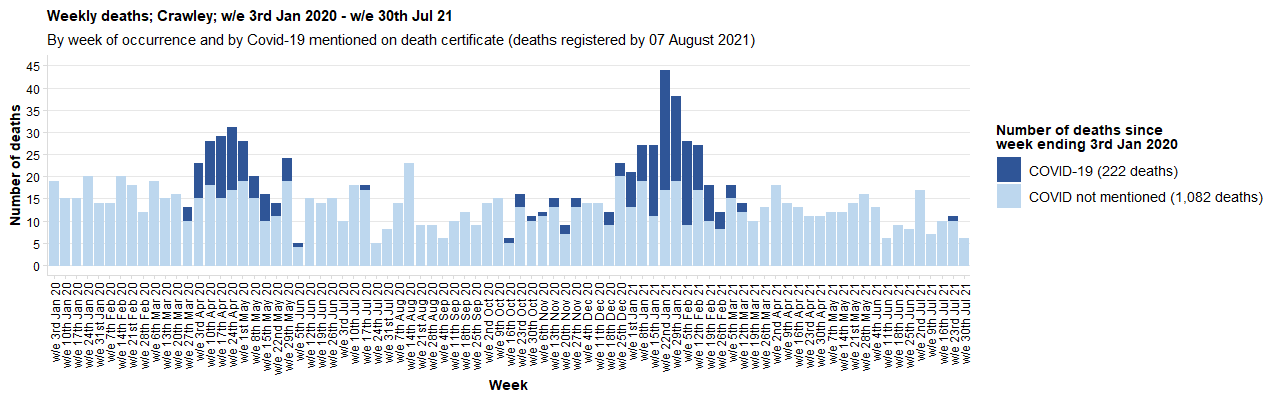 Weekly deaths; Crawley; w/e 3rd Jan 2020 - w/e 30th Jul 21
By week of occurrence and by Covid-19 mentioned on death certificate (deaths registered by 07 August 2021)
Number of deaths
45
40
35
30
25
20
15
10
5
0
w/e 3rd Jan 20
w/e 10th Jan 20
w/e 17th Jan 20
w/e 24th Jan 20
w/e 31st Jan 20
w/e 7th Feb 20
w/e 14th Feb 20
w/e 21st Feb 20
w/e 28th Feb 20
w/e 6th Mar 20
w/e 13th Mar 20
w/e 20th Mar 20
w/e 27th Mar 20
w/e 3rd Apr 20
w/e 10th Apr 20
w/e 17th Apr 20
w/e 24th Apr 20
w/e 1st May 20
w/e 8th May 20
w/e 15th May 20
w/e 22nd May 20
w/e 29th May 20
w/e 5th Jun 20
w/e 12th Jun 20
w/e 19th Jun 20
w/e 26th Jun 20
w/e 3rd Jul 20
w/e 10th Jul 20
w/e 17th Jul 20
w/e 24th Jul 20
w/e 31st Jul 20
w/e 7th Aug 20
w/e 14th Aug 20
w/e 21st Aug 20
w/e 28th Aug 20
w/e 4th Sep 20
w/e 11th Sep 20
w/e 18th Sep 20
w/e 25th Sep 20
w/e 2nd Oct 20
w/e 9th Oct 20
w/e 16th Oct 20
w/e 23rd Oct 20
w/e 30th Oct 20
w/e 6th Nov 20
w/e 13th Nov 20
w/e 20th Nov 20
w/e 27th Nov 20
w/e 4th Dec 20
w/e 11th Dec 20
w/e 18th Dec 20
w/e 25th Dec 20
w/e 1st Jan 21
w/e 8th Jan 21
w/e 15th Jan 21
w/e 22nd Jan 21
w/e 29th Jan 21
w/e 5th Feb 21
w/e 12th Feb 21
w/e 19th Feb 21
w/e 26th Feb 21
w/e 5th Mar 21
w/e 12th Mar 21
w/e 19th Mar 21
w/e 26th Mar 21
w/e 2nd Apr 21
w/e 9th Apr 21
w/e 16th Apr 21
w/e 23rd Apr 21
w/e 30th Apr 21
w/e 7th May 21
w/e 14th May 21
w/e 21st May 21
w/e 28th May 21
w/e 4th Jun 21
w/e 11th Jun 21
w/e 18th Jun 21
w/e 25th Jun 21
w/e 2nd Jul 21
w/e 9th Jul 21
w/e 16th Jul 21
w/e 23rd Jul 21
w/e 30th Jul 21
Week
Number of deaths since
week ending 3rd Jan 2020
COVID-19 (222 deaths)
COVID not mentioned (1,082 deaths)